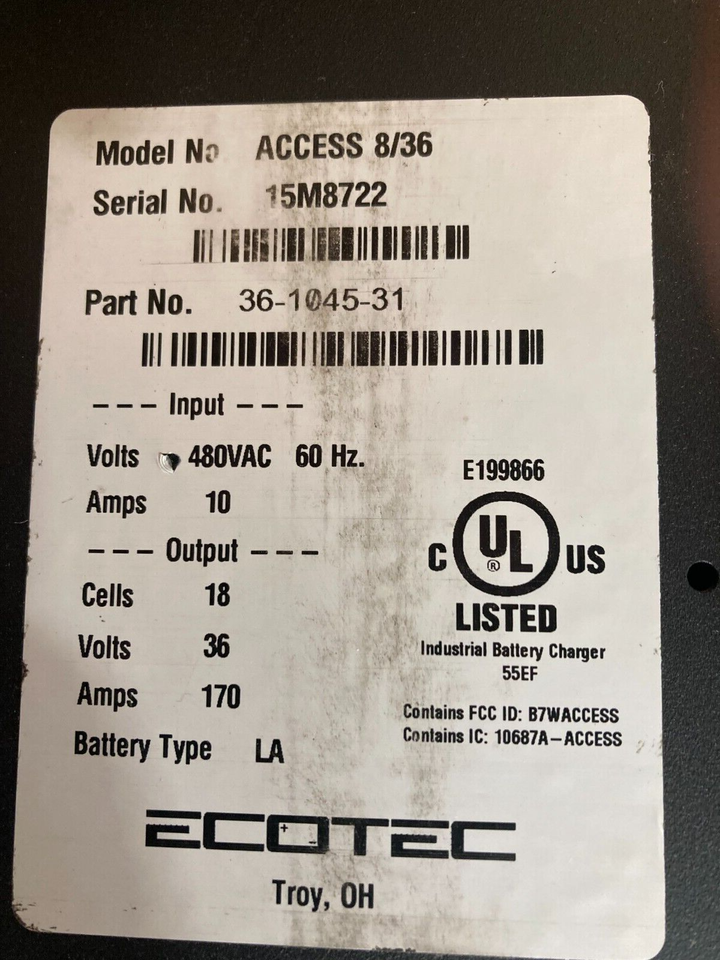 Model No ACCESS 8/36
Serial No. 15M8722
Part No. 36-1045-31
--- Input ---
Volts 480VAC 60 Hz.
Amps 10
--- Output ---
Cells 18
Volts 36
Amps 170
Battery Type LA
E199866
C UL® US
LISTED
Industrial Battery Charger
55EF
Contains FCC ID: B7WACCESS
Contains IC: 10687A-ACCESS
ECOTEC
+ -
Troy, OH